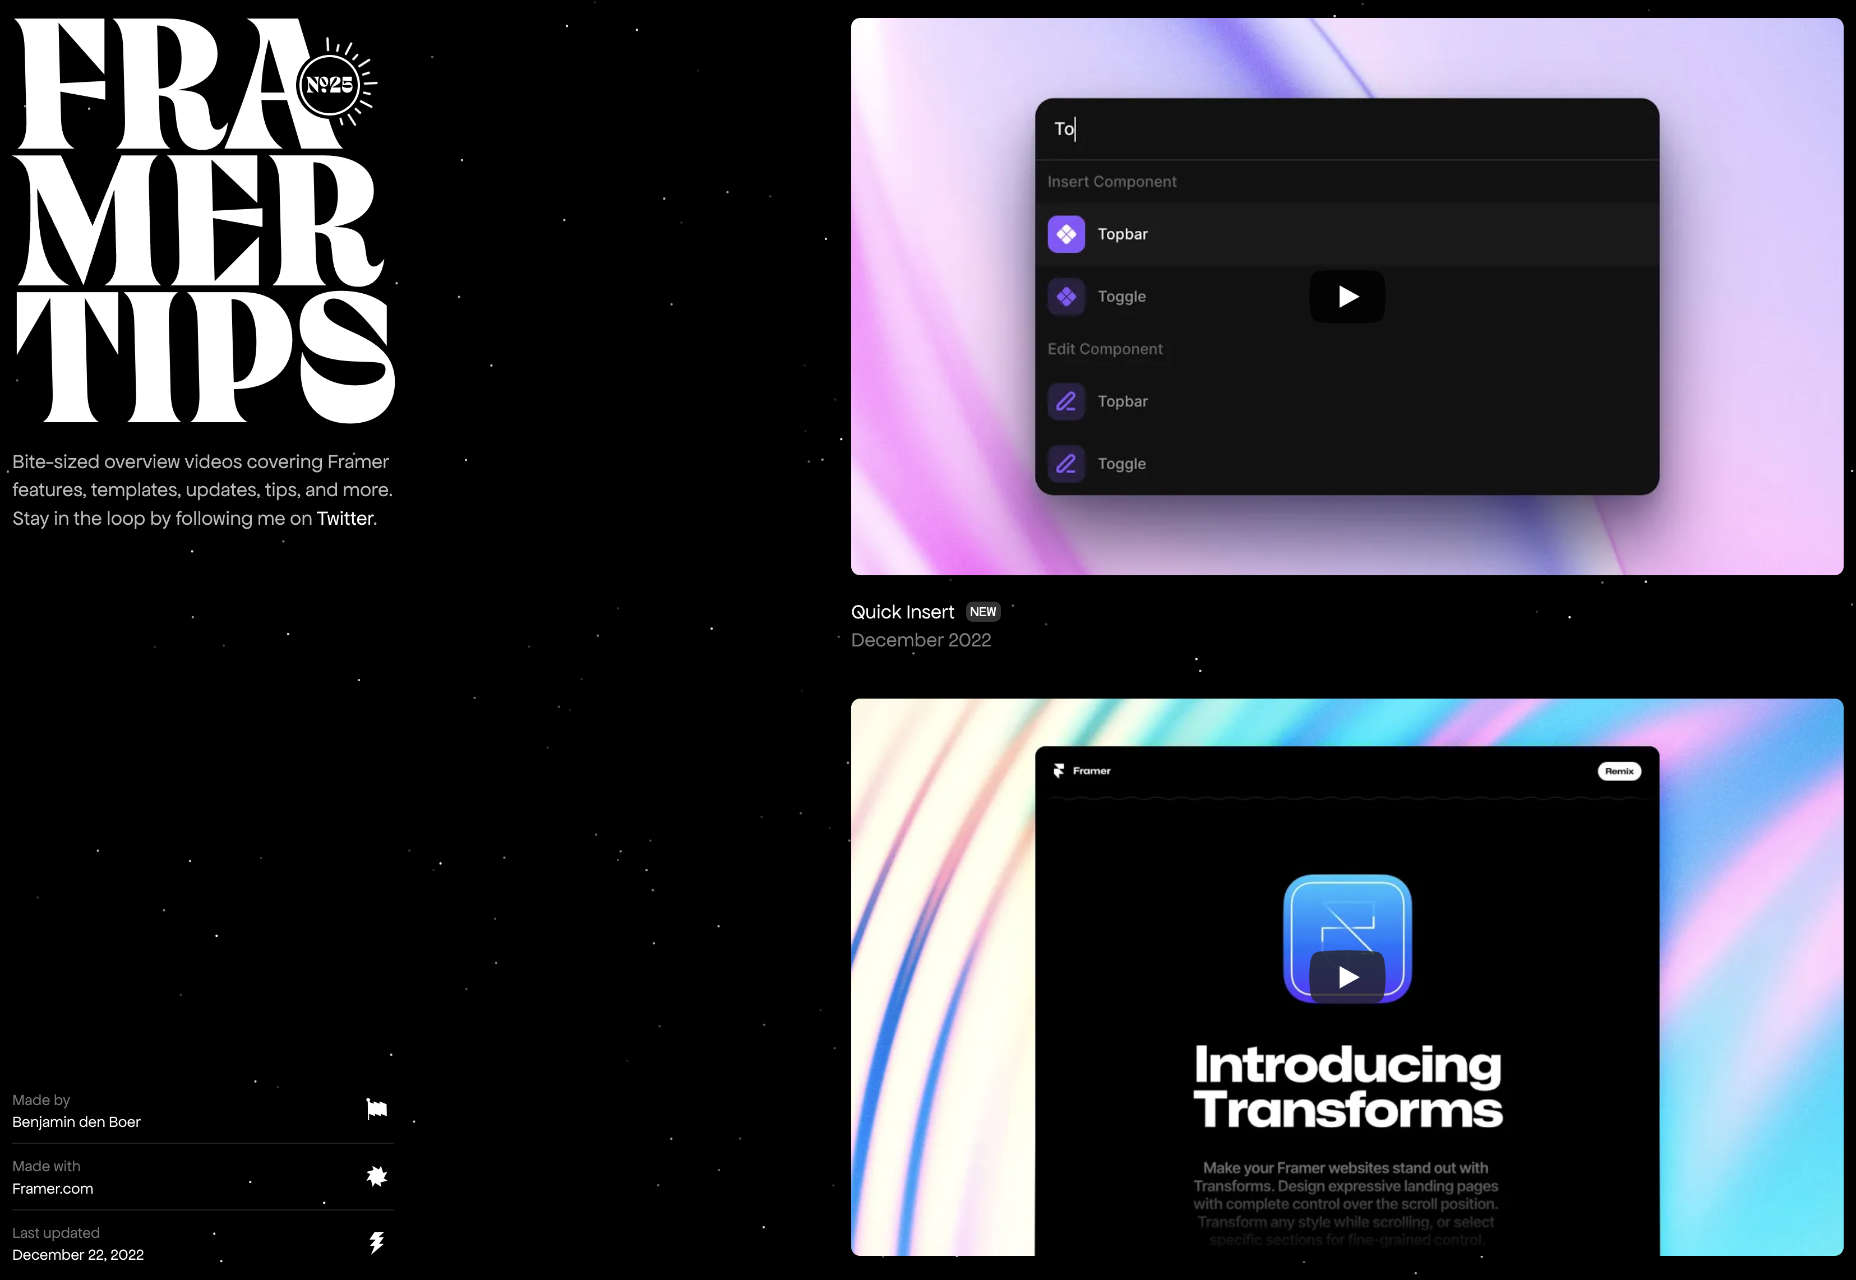 FRA
Nº25
MER
TIPS
Bite-sized overview videos covering Framer
features, templates, updates, tips, and more.
Stay in the loop by following me on Twitter.
Made by
Benjamin den Boer
Made with
Framer.com
Last updated
December 22, 2022
To
Insert Component
Topbar
Toggle
Edit Component
Topbar
Toggle
Quick Insert NEW
December 2022
Framer
Remix
Introducing
Transforms
Make your Framer websites stand out with
Transforms. Design expressive landing pages
with complete control over the scroll position.
Transform any style while scrolling, or select
specific sections for fine-grained control.